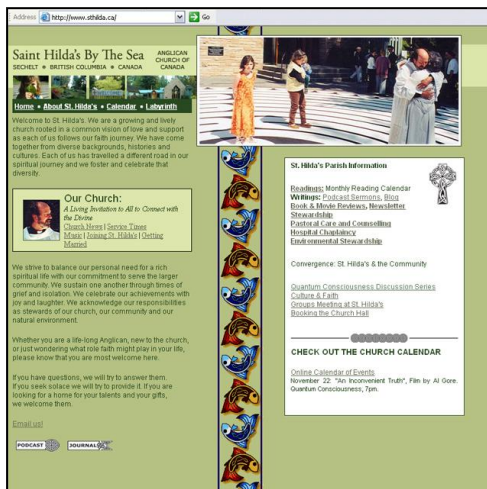 Address http://www.sthilda.ca/ Go
Saint Hilda's By The Sea
SECHELT • BRITISH COLUMBIA • CANADA
ANGLICAN
CHURCH OF
CANADA
Home • About St. Hilda's • Calendar • Labyrinth
Welcome to St. Hilda's. We are a growing and lively
church rooted in a common vision of love and support
as each of us follows our faith journey. We have come
together from diverse backgrounds, histories and
cultures. Each of us has travelled a different road in our
spiritual journey and we foster and celebrate that
diversity.
Our Church:
A Living Invitation to All to Connect with
the Divine
Church News | Service Times
Music | Joining St. Hilda's | Getting
Married
We strive to balance our personal need for a rich
spiritual life with our commitment to serve the larger
community. We sustain one another through times of
grief and isolation. We celebrate our achievements with
joy and laughter. We acknowledge our responsibilities
as stewards of our church, our community and our
natural environment.
Whether you are a life-long Anglican, new to the church,
or just wondering what role faith might play in your life,
please know that you are most welcome here.
If you have questions, we will try to answer them.
If you seek solace we will try to provide it. If you are
looking for a home for your talents and your gifts,
we welcome them.
Email us!
PODCAST JOURNAL
St. Hilda's Parish Information
Readings: Monthly Reading Calendar
Writings: Podcast Sermons, Blog
Book & Movie Reviews, Newsletter
Stewardship
Pastoral Care and Counselling
Hospital Chaplaincy
Environmental Stewardship
Convergence: St. Hilda's & the Community
Quantum Consciousness Discussion Series
Culture & Faith
Groups Meeting at St. Hilda's
Booking the Church Hall
CHECK OUT THE CHURCH CALENDAR
Online Calendar of Events
November 22: "An Inconvenient Truth", Film by Al Gore.
Quantum Consciousness, 7pm.